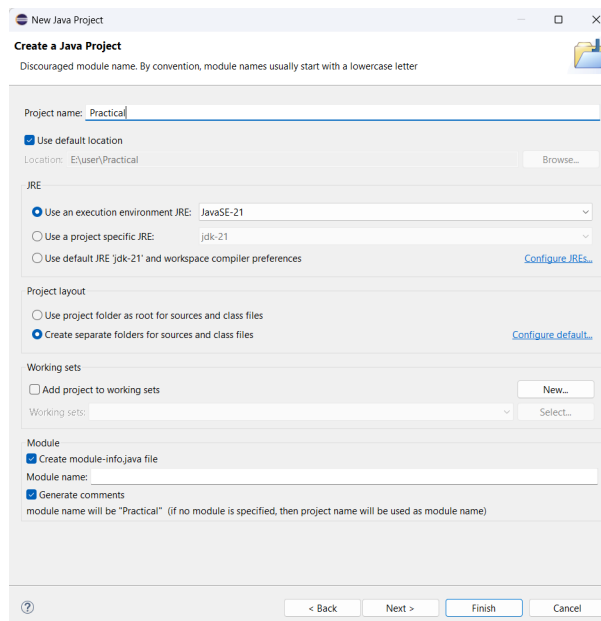 New Java Project
Create a Java Project
Discouraged module name. By convention, module names usually start with a lowercase letter
Project name: Practical
Use default location
Location: E:\user\Practical Browse...
JRE
Use an execution environment JRE: JavaSE-21
Use a project specific JRE: jdk-21
Use default JRE 'jdk-21' and workspace compiler preferences Configure JREs...
Project layout
Use project folder as root for sources and class files
Create separate folders for sources and class files Configure default...
Working sets
Add project to working sets New...
Working sets: Select...
Module
Create module-info.java file
Module name:
Generate comments
module name will be "Practical" (if no module is specified, then project name will be used as module name)
? < Back Next > Finish Cancel